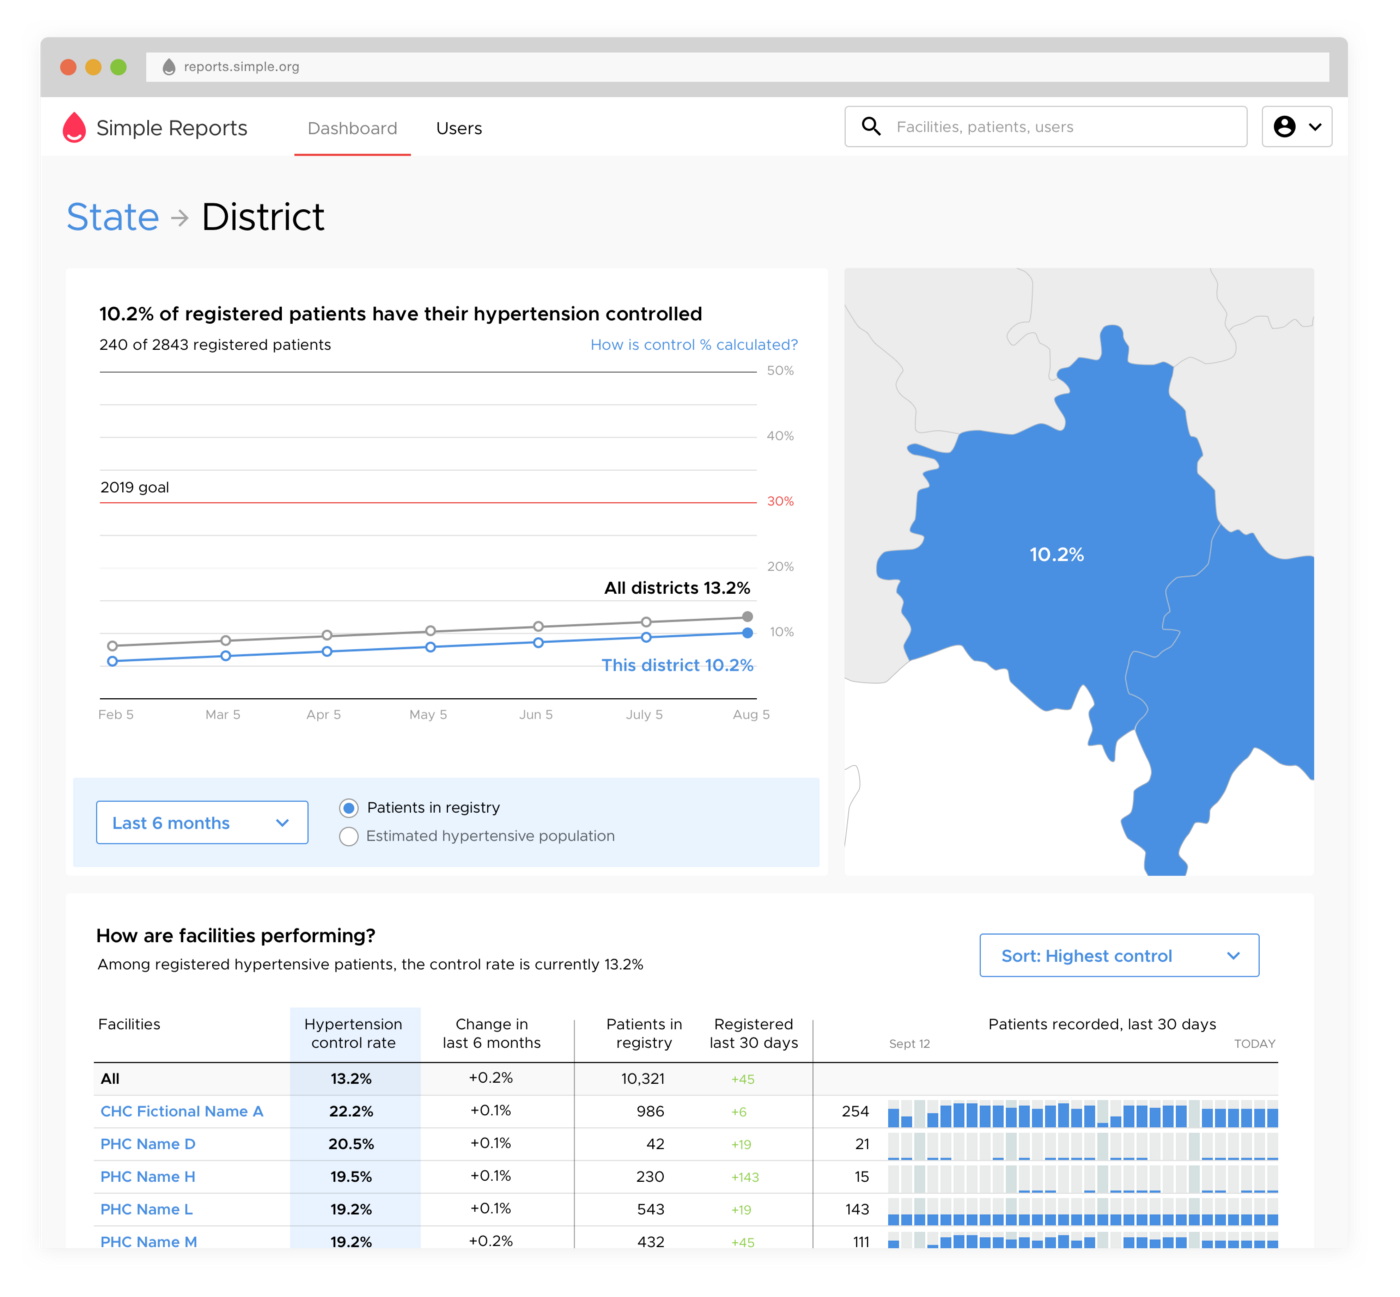 reports.simple.org
Simple Reports
Dashboard
Users
Facilities, patients, users
State → District
10.2% of registered patients have their hypertension controlled
240 of 2843 registered patients
How is control % calculated?
50%
40%
2019 goal
30%
20%
All districts 13.2%
10%
This district 10.2%
Feb 5 Mar 5 Apr 5 May 5 Jun 5 July 5 Aug 5
Last 6 months
Patients in registry
Estimated hypertensive population
10.2%
How are facilities performing?
Among registered hypertensive patients, the control rate is currently 13.2%
Sort: Highest control
Facilities
Hypertension
control rate
Change in
last 6 months
Patients in
registry
Registered
last 30 days
Patients recorded, last 30 days
Sept 12
TODAY
All 13.2% +0.2% 10,321 +45
CHC Fictional Name A 22.2% +0.1% 986 +6 254
PHC Name D 20.5% +0.1% 42 +19 21
PHC Name H 19.5% +0.1% 230 +143 15
PHC Name L 19.2% +0.1% 543 +19 143
PHC Name M 19.2% +0.2% 432 +45 111